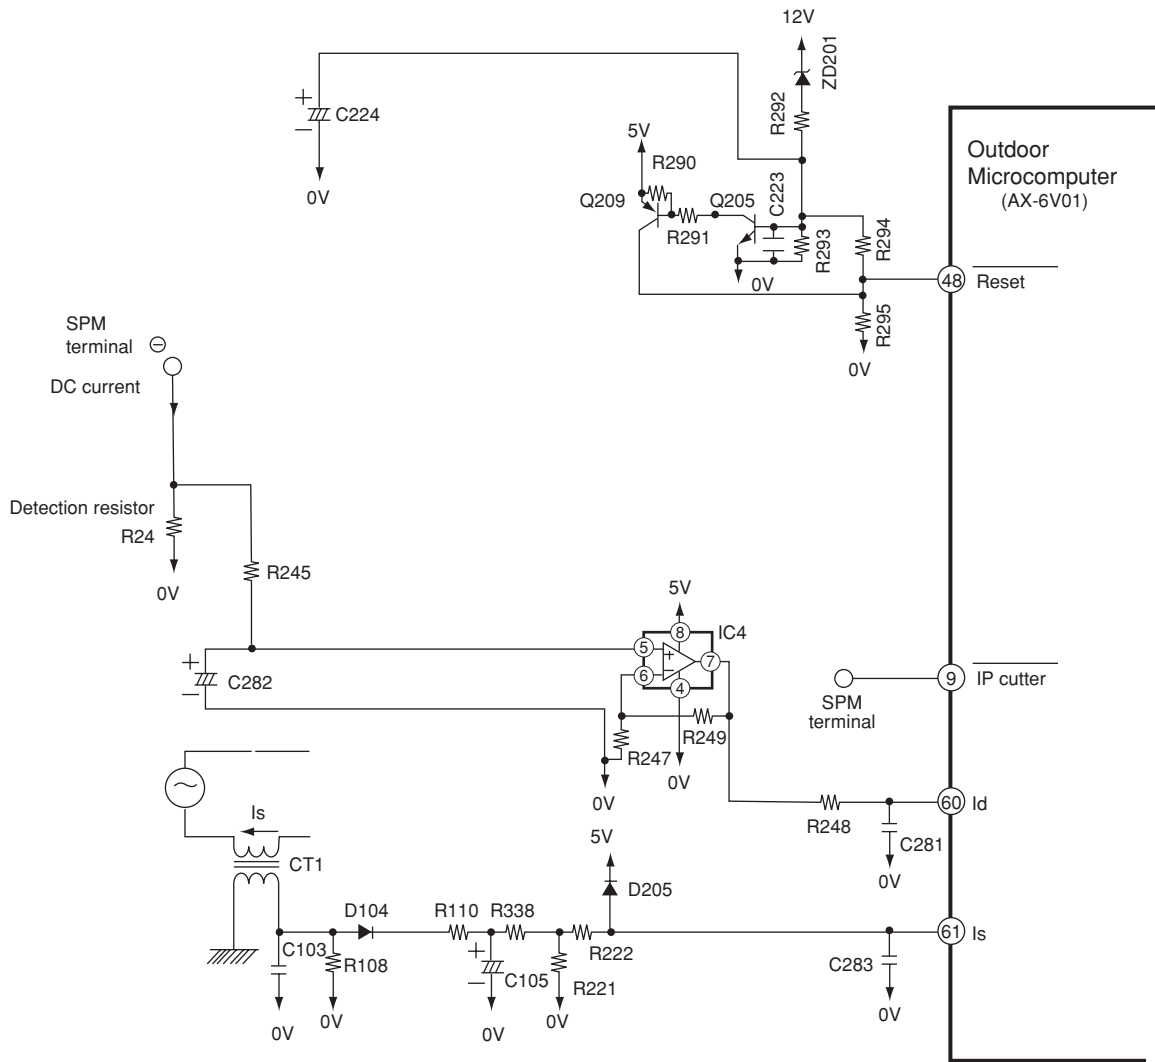 12V
ZD201
R292
+
C224
−
0V
5V
R290
Q209
Q205
C223
R291
R293
R294
0V
R295
0V
Outdoor
Microcomputer
(AX-6V01)
48 Reset
SPM
terminal ⊖
DC current
Detection resistor
R24
0V
R245
5V
8 IC4
5 + 7
6 −
4
+
C282
−
R249
R247
0V
0V
SPM
terminal
9 IP cutter
60 Id
R248
C281
0V
~
Is
CT1
5V
D205
D104
R110
R338
R222
C103
R108
+
C105
−
R221
0V
0V
0V
0V
61 Is
C283
0V